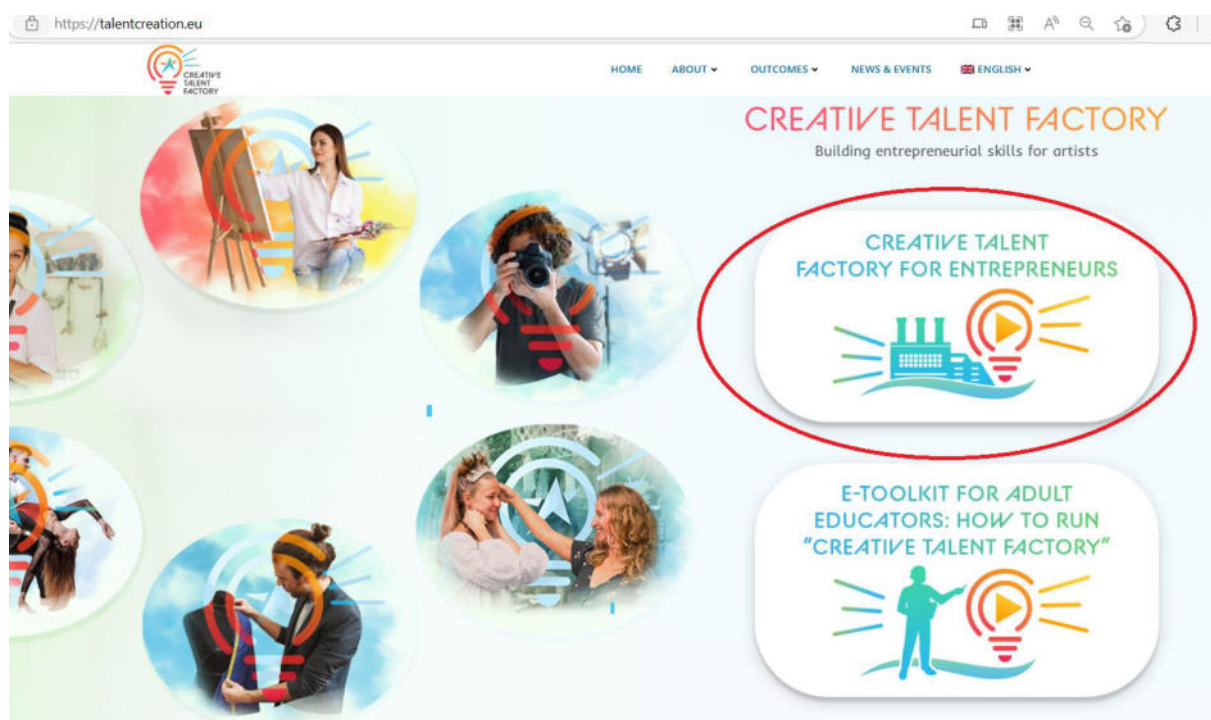 https://talentcreation.eu
CREATIVE
TALENT
FACTORY
HOME ABOUT OUTCOMES NEWS & EVENTS ENGLISH
CREATIVE TALENT FACTORY
Building entrepreneurial skills for artists
CREATIVE TALENT
FACTORY FOR ENTREPRENEURS
E-TOOLKIT FOR ADULT
EDUCATORS: HOW TO RUN
"CREATIVE TALENT FACTORY"